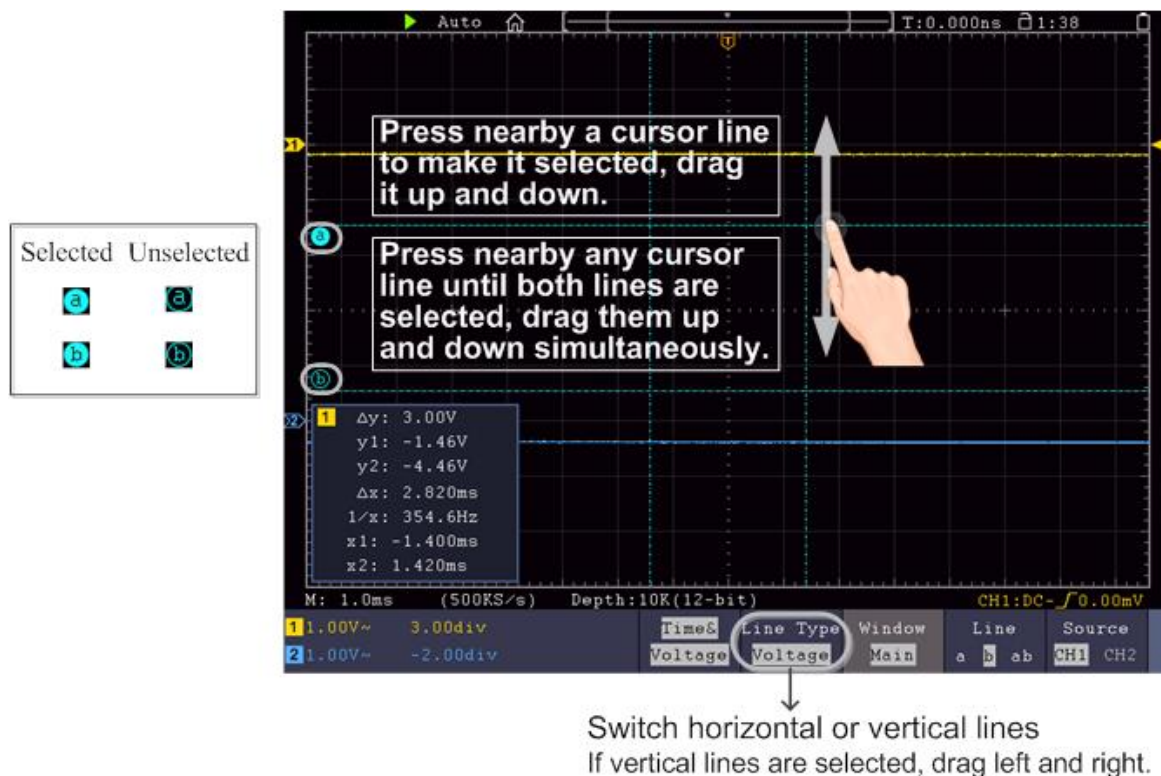 Auto T:0.000ns 1:38
T
1
Press nearby a cursor line
to make it selected, drag
it up and down.
a
Press nearby any cursor
line until both lines are
selected, drag them up
and down simultaneously.
b
Selected Unselected
a a
b b
2
1 Δy: 3.00V
y1: -1.46V
y2: -4.46V
Δx: 2.820ms
1/x: 354.6Hz
x1: -1.400ms
x2: 1.420ms
M: 1.0ms (500KS/s) Depth:10K(12-bit) CH1:DC-0.00mV
1 1.00V~ 3.00div
2 1.00V~ -2.00div
Time&
Voltage
Line Type
Voltage
Window
Main
Line
a b ab
Source
CH1 CH2
Switch horizontal or vertical lines
If vertical lines are selected, drag left and right.